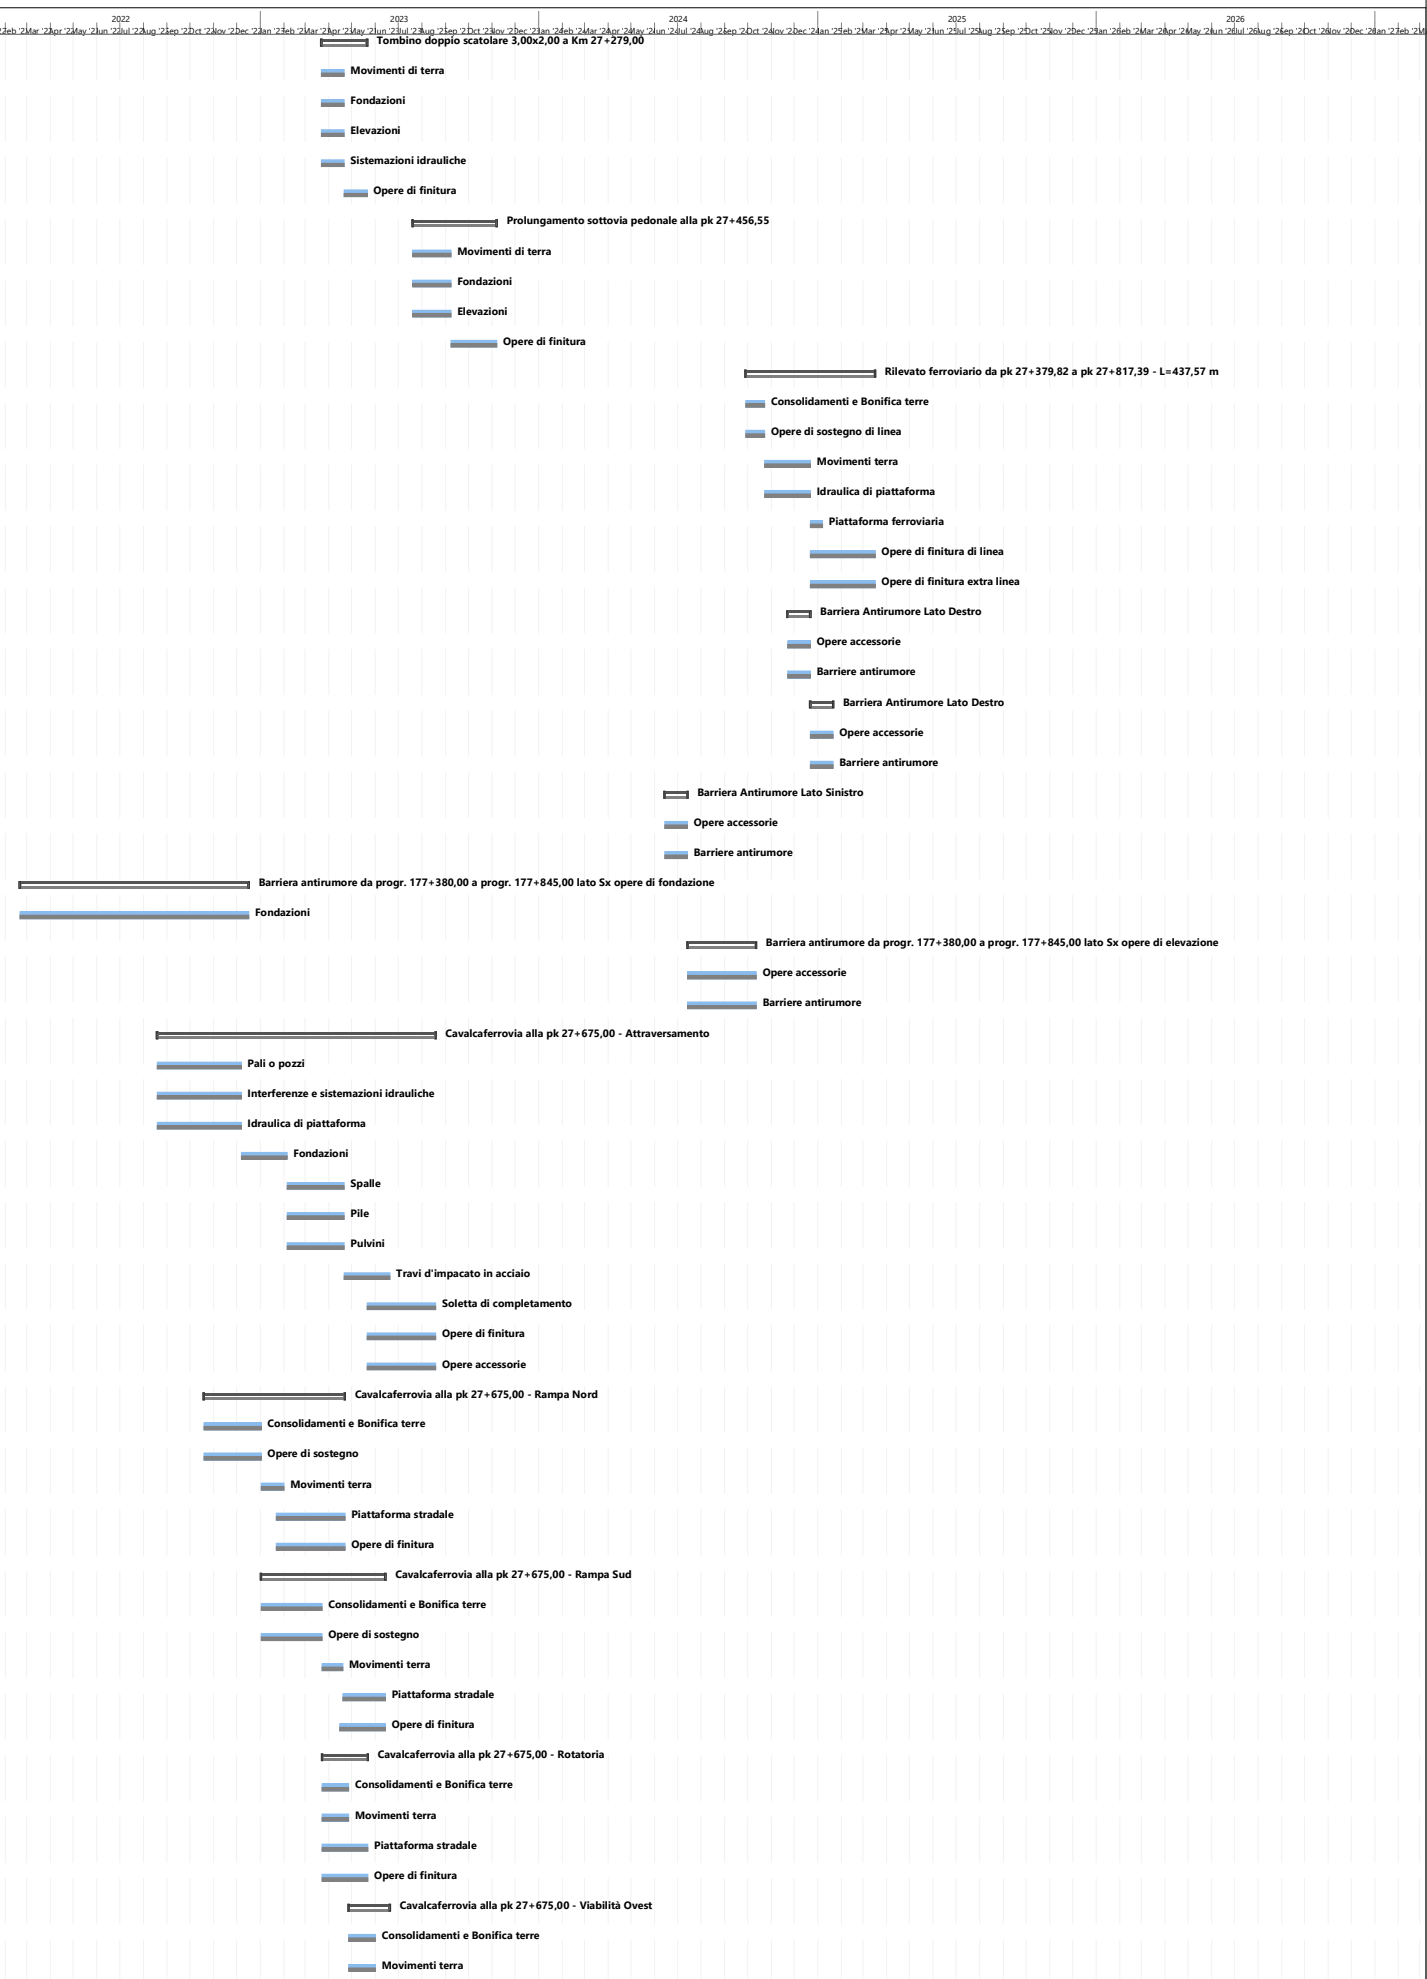 2022 2023 2024 2025 2026
Tombino doppio scatolare 3,00x2,00 a Km 27+279,00
Movimenti di terra
Fondazioni
Elevazioni
Sistemazioni idrauliche
Opere di finitura
Prolungamento sottovia pedonale alla pk 27+456,55
Movimenti di terra
Fondazioni
Elevazioni
Opere di finitura
Rilevato ferroviario da pk 27+379,82 a pk 27+817,39 - L=437,57 m
Consolidamenti e Bonifica terre
Opere di sostegno di linea
Movimenti terra
Idraulica di piattaforma
Piattaforma ferroviaria
Opere di finitura di linea
Opere di finitura extra linea
Barriera Antirumore Lato Destro
Opere accessorie
Barriere antirumore
Barriera Antirumore Lato Destro
Opere accessorie
Barriere antirumore
Barriera Antirumore Lato Sinistro
Opere accessorie
Barriere antirumore
Barriera antirumore da progr. 177+380,00 a progr. 177+845,00 lato Sx opere di fondazione
Fondazioni
Barriera antirumore da progr. 177+380,00 a progr. 177+845,00 lato Sx opere di elevazione
Opere accessorie
Barriere antirumore
Cavalcaferrovia alla pk 27+675,00 - Attraversamento
Pali o pozzi
Interferenze e sistemazioni idrauliche
Idraulica di piattaforma
Fondazioni
Spalle
Pile
Pulvini
Travi d'impacato in acciaio
Soletta di completamento
Opere di finitura
Opere accessorie
Cavalcaferrovia alla pk 27+675,00 - Rampa Nord
Consolidamenti e Bonifica terre
Opere di sostegno
Movimenti terra
Piattaforma stradale
Opere di finitura
Cavalcaferrovia alla pk 27+675,00 - Rampa Sud
Consolidamenti e Bonifica terre
Opere di sostegno
Movimenti terra
Piattaforma stradale
Opere di finitura
Cavalcaferrovia alla pk 27+675,00 - Rotatoria
Consolidamenti e Bonifica terre
Movimenti terra
Piattaforma stradale
Opere di finitura
Cavalcaferrovia alla pk 27+675,00 - Viabilità Ovest
Consolidamenti e Bonifica terre
Movimenti terra